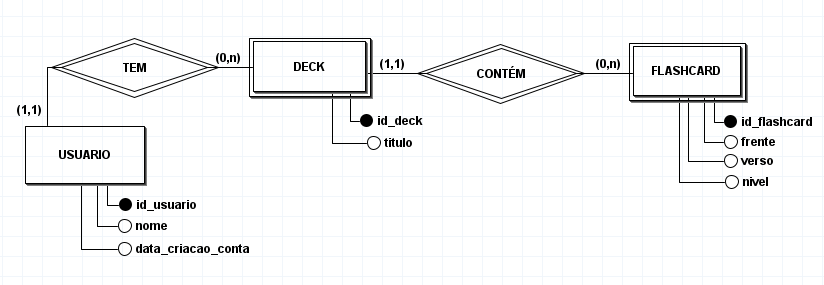 TEM
(0,n)
DECK
(1,1)
CONTÉM
(0,n)
FLASHCARD
(1,1)
USUARIO
id_deck
titulo
id_flashcard
frente
verso
nivel
id_usuario
nome
data_criacao_conta